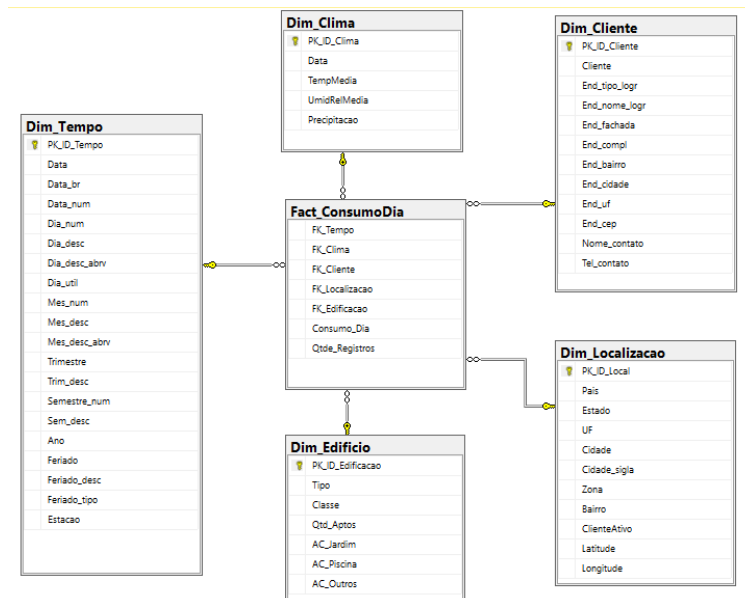 Dim_Clima
PK_ID_Clima
Data
TempMedia
UmidRelMedia
Precipitacao
Dim_Cliente
PK_ID_Cliente
Cliente
End_tipo_logr
End_nome_logr
End_fachada
End_compl
End_bairro
End_cidade
End_uf
End_cep
Nome_contato
Tel_contato
Dim_Tempo
PK_ID_Tempo
Data
Data_br
Data_num
Dia_num
Dia_desc
Dia_desc_abrv
Dia_util
Mes_num
Mes_desc
Mes_desc_abrv
Trimestre
Trim_desc
Semestre_num
Sem_desc
Ano
Feriado
Feriado_desc
Feriado_tipo
Estacao
Fact_ConsumoDia
FK_Tempo
FK_Clima
FK_Cliente
FK_Localizacao
FK_Edificacao
Consumo_Dia
Qtde_Registros
Dim_Localizacao
PK_ID_Local
Pais
Estado
UF
Cidade
Cidade_sigla
Zona
Bairro
ClienteAtivo
Latitude
Longitude
Dim_Edificio
PK_ID_Edificacao
Tipo
Classe
Qtd_Aptos
AC_Jardim
AC_Piscina
AC_Outros